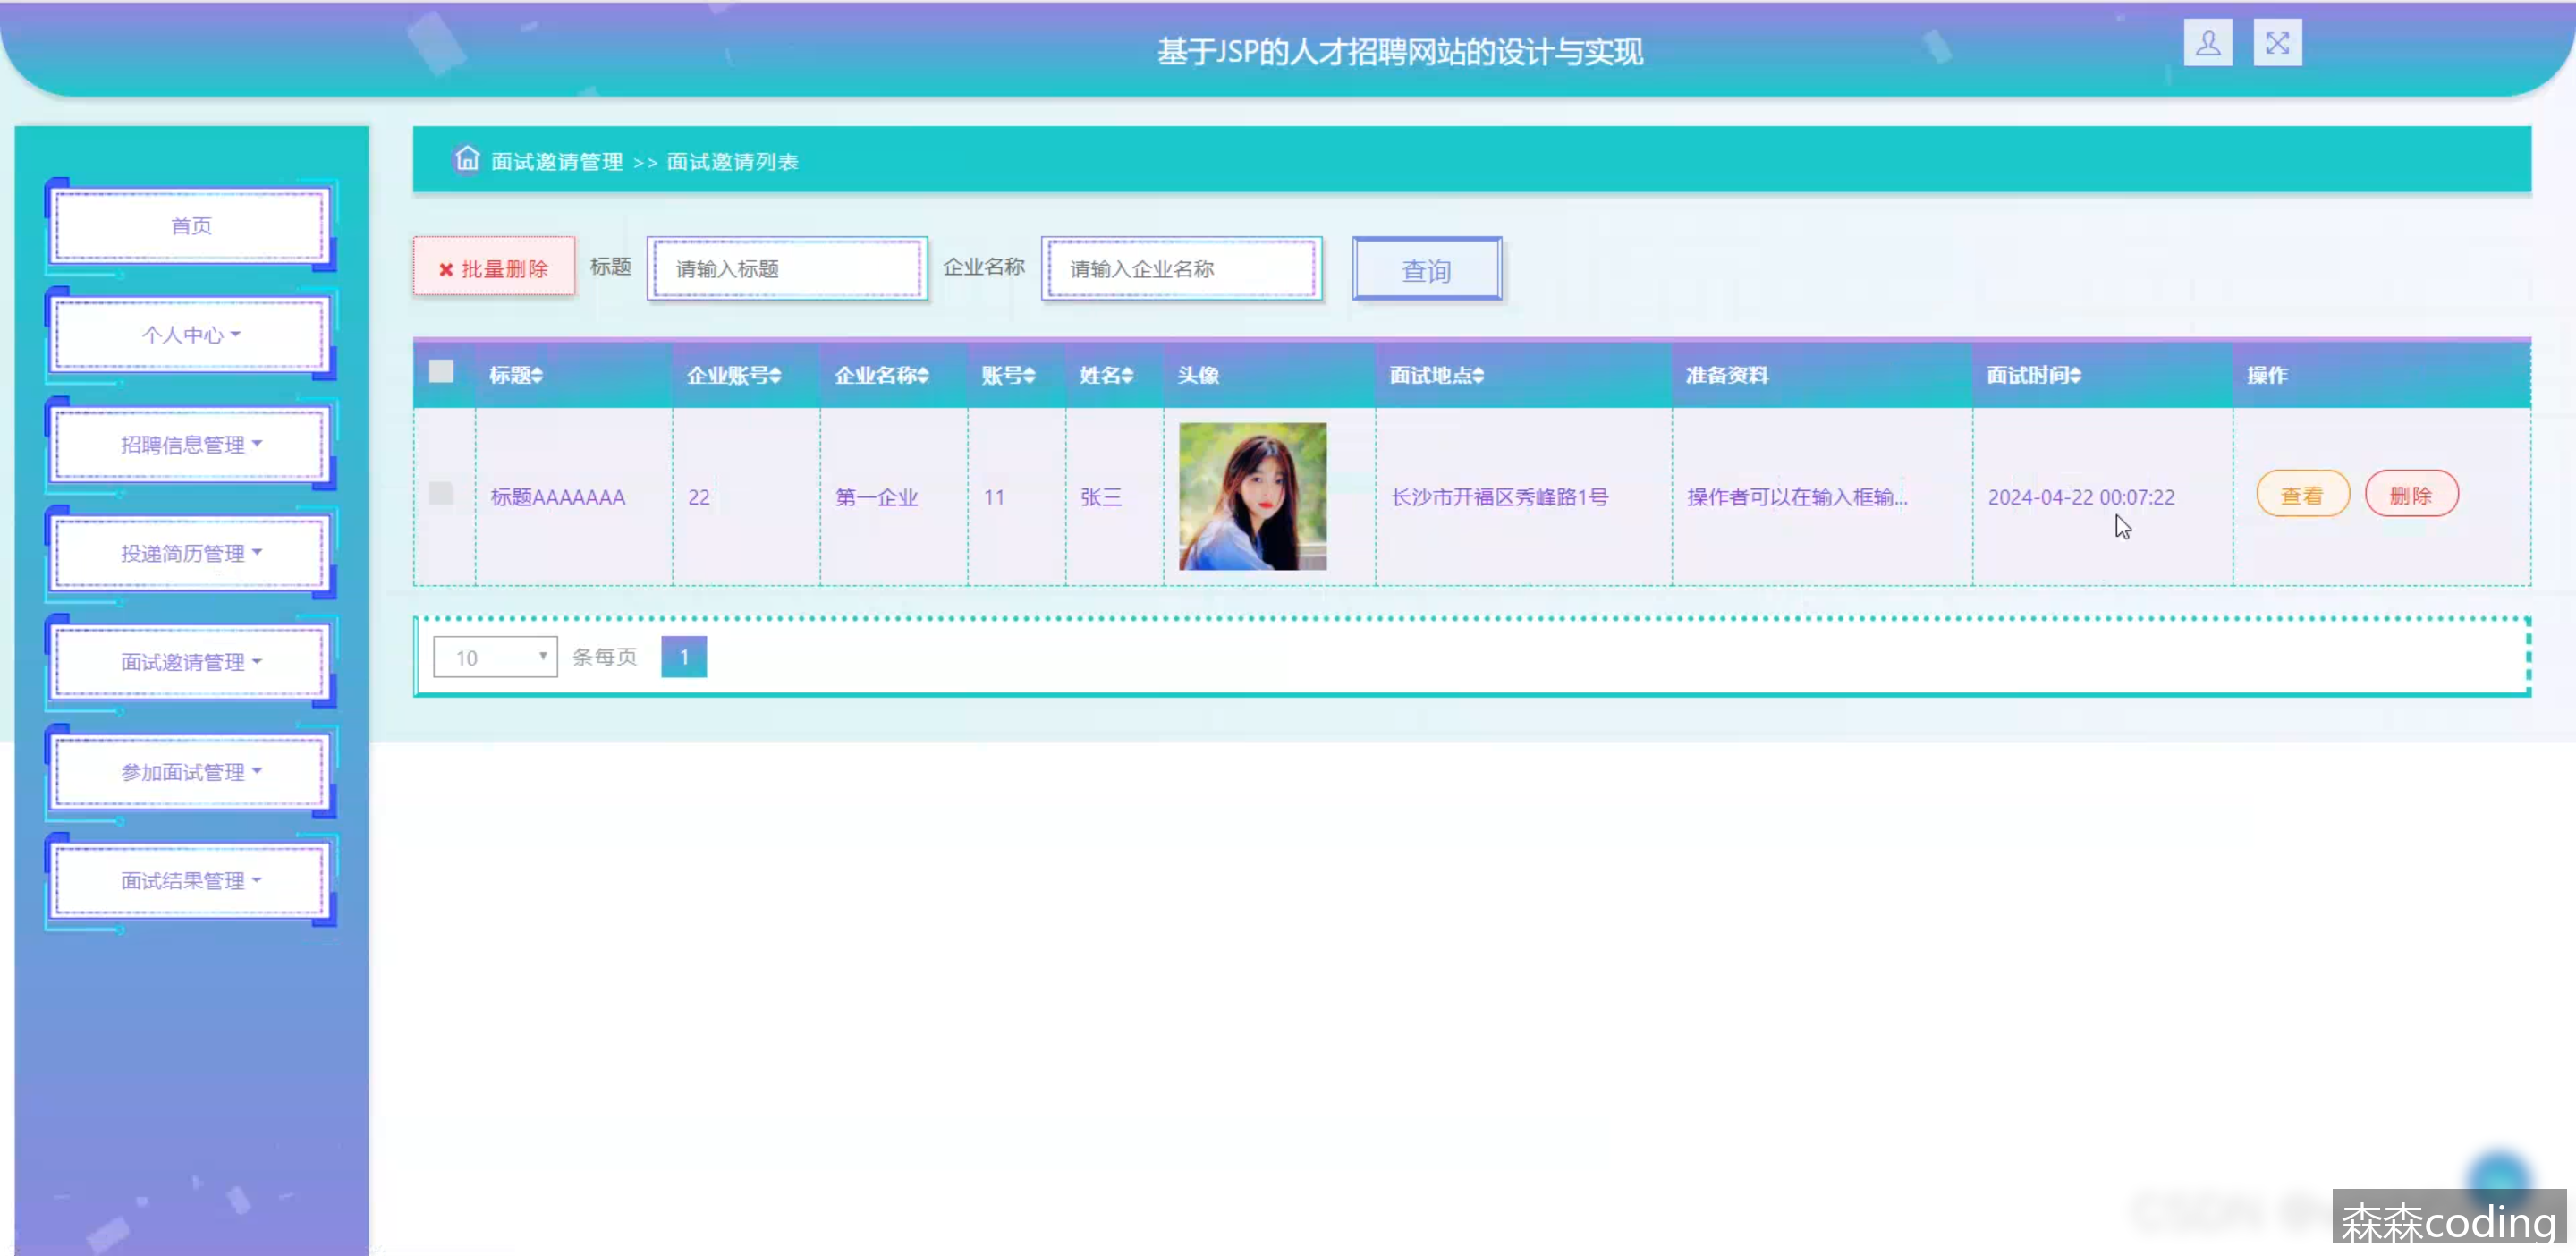 基于JSP的人才招聘网站的设计与实现
面试邀请管理 >> 面试邀请列表
首页
个人中心
招聘信息管理
投递简历管理
面试邀请管理
参加面试管理
面试结果管理
批量删除 标题 请输入标题 企业名称 请输入企业名称 查询
标题 企业账号 企业名称 账号 姓名 头像 面试地点 准备资料 面试时间 操作
标题AAAAAAA 22 第一企业 11 张三 长沙市开福区秀峰路1号 操作者可以在输入框输... 2024-04-22 00:07:22 查看 删除
10 条每页 1
森森coding